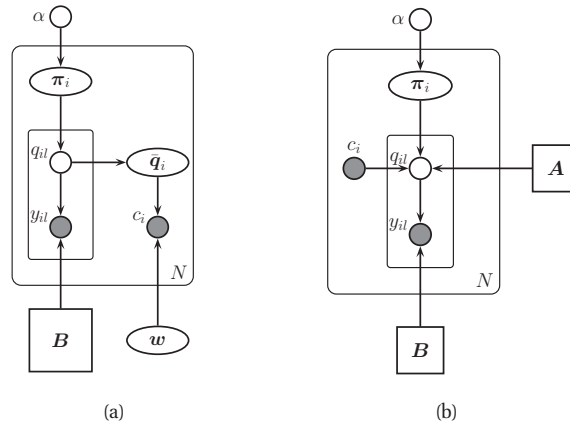 α
π_i
q_il
q̄_i
y_il
c_i
N
B
w
(a)
α
π_i
c_i
q_il
A
y_il
N
B
(b)